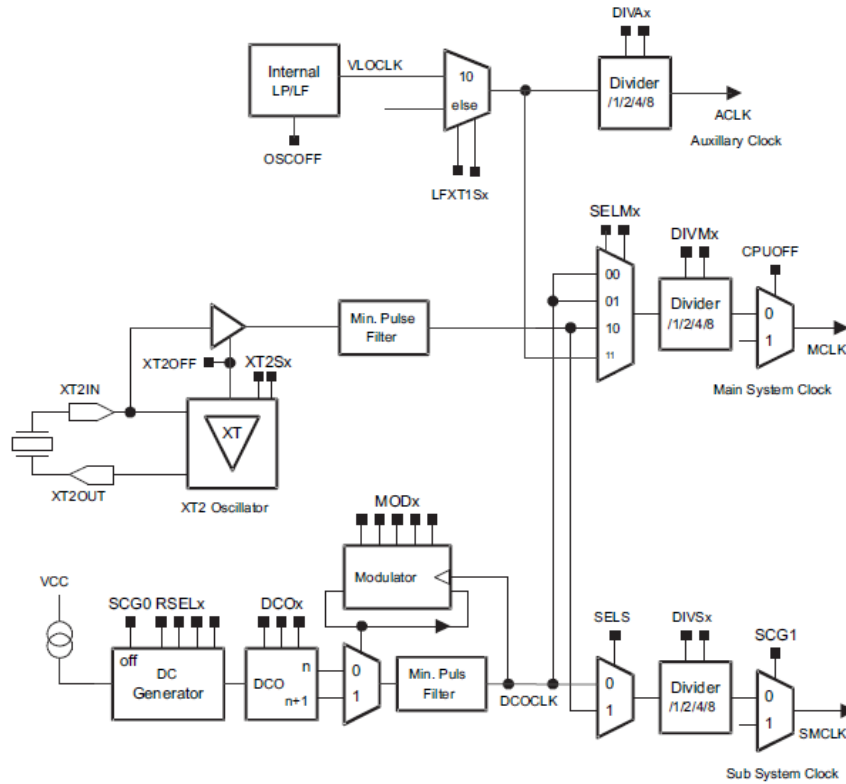 DIVAx
Internal
LP/LF
VLOCLK
10
else
Divider
/1/2/4/8
ACLK
Auxillary Clock
OSCOFF
LFXT1Sx
SELMx
DIVMx
CPUOFF
00
01
10
11
Divider
/1/2/4/8
0
1
MCLK
Main System Clock
Min. Pulse
Filter
XT2OFF
XT2Sx
XT2IN
XT
XT2OUT
XT2 Oscillator
MODx
Modulator
VCC
SCG0 RSELx
DCOx
off
DC
Generator
n
DCO
n+1
0
1
Min. Puls
Filter
DCOCLK
SELS
DIVSx
SCG1
0
1
Divider
/1/2/4/8
0
1
SMCLK
Sub System Clock